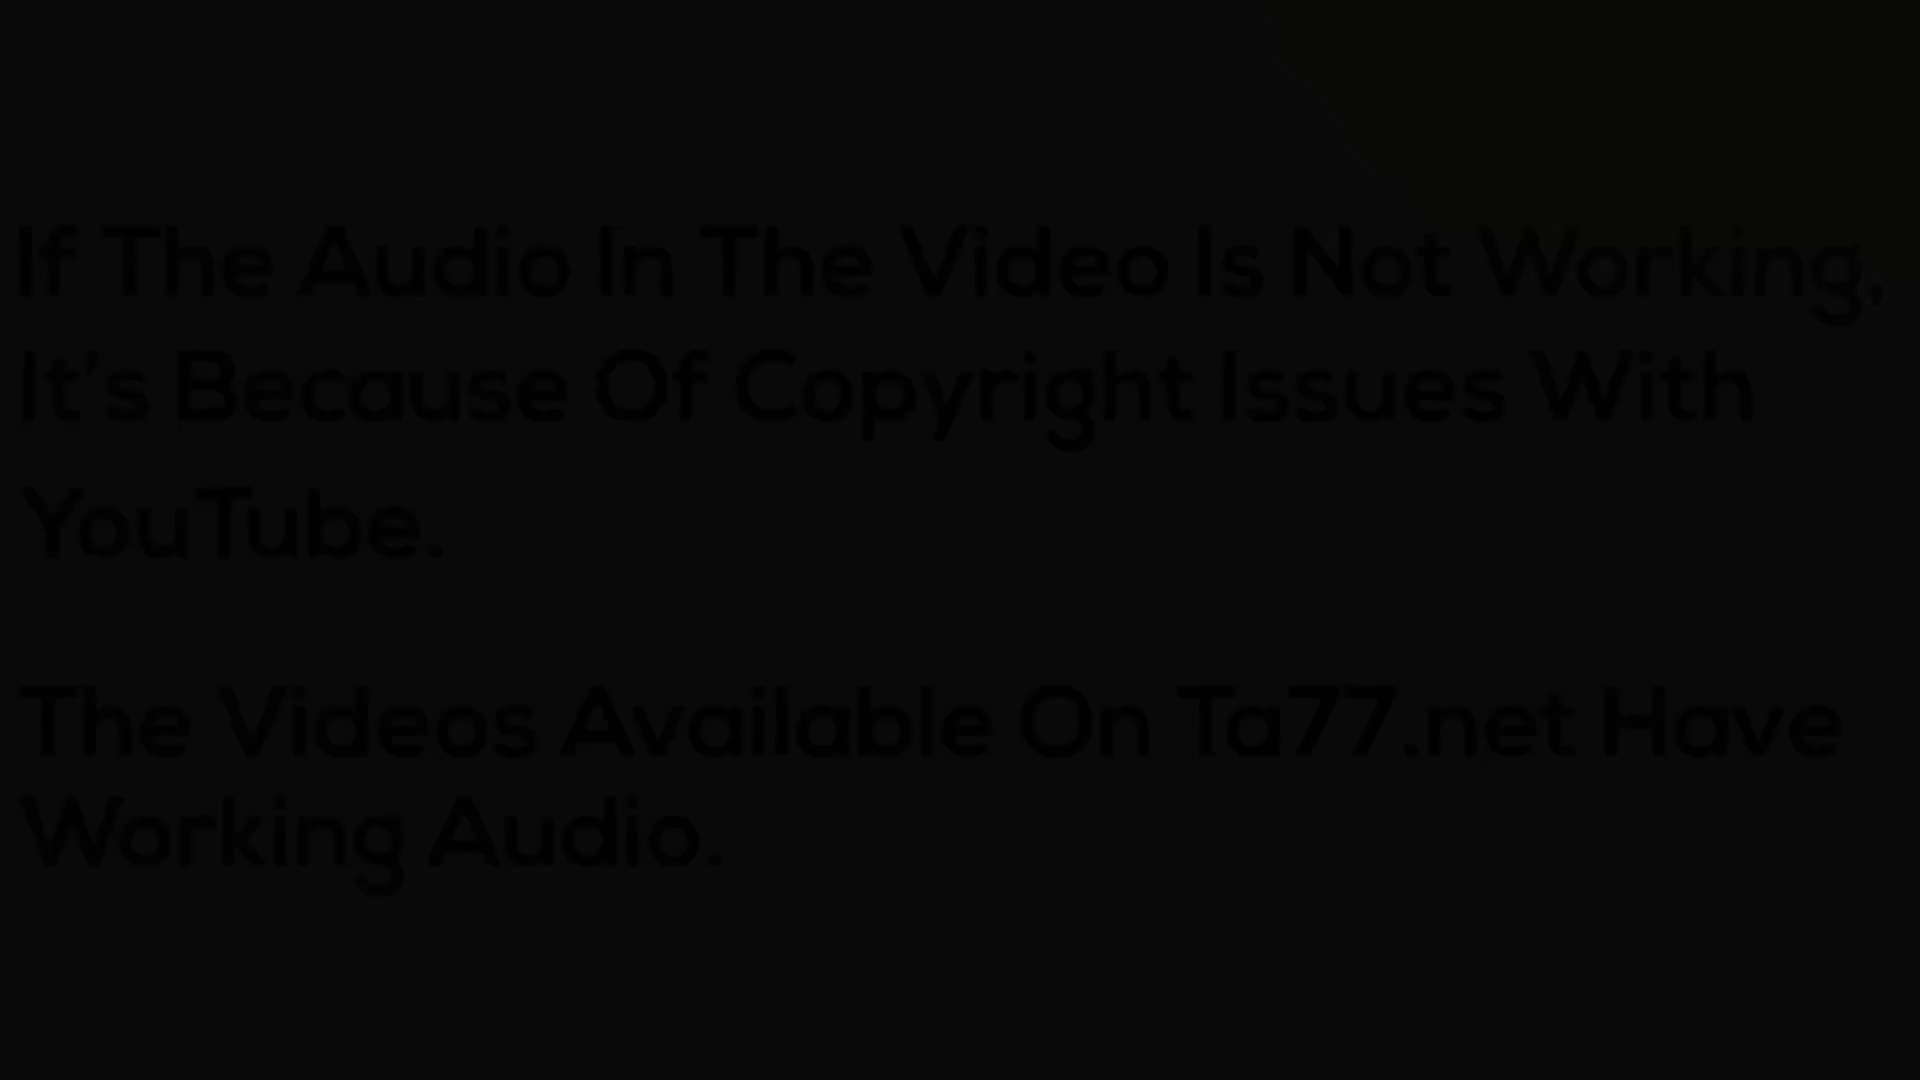 If The Audio In The Video Is Not Working,
It's Because Of Copyright Issues With
YouTube.
The Videos Available On Ta77.net Have
Working Audio.